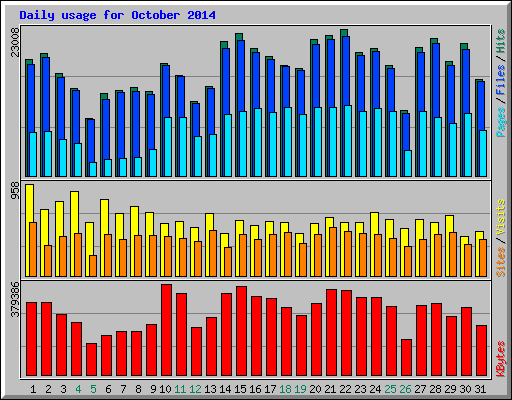 Daily usage for October 2014
23008
Pages / Files / Hits
958
Sites / Visits
379386
KBytes
1 2 3 4 5 6 7 8 9 10 11 12 13 14 15 16 17 18 19 20 21 22 23 24 25 26 27 28 29 30 31